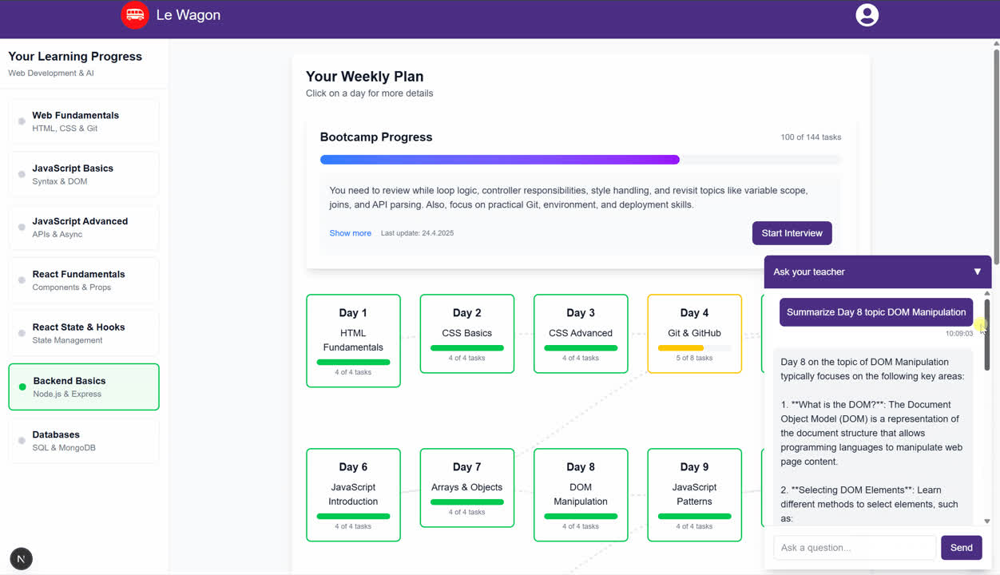 Le Wagon
Your Learning Progress
Web Development & AI
Web Fundamentals
HTML, CSS & Git
JavaScript Basics
Syntax & DOM
JavaScript Advanced
APIs & Async
React Fundamentals
Components & Props
React State & Hooks
State Management
Backend Basics
Node.js & Express
Databases
SQL & MongoDB
N
Your Weekly Plan
Click on a day for more details
Bootcamp Progress
100 of 144 tasks
You need to review while loop logic, controller responsibilities, style handling, and revisit topics like variable scope,
joins, and API parsing. Also, focus on practical Git, environment, and deployment skills.
Show more
Last update: 24.4.2025
Start Interview
Day 1
HTML
Fundamentals
4 of 4 tasks
Day 2
CSS Basics
4 of 4 tasks
Day 3
CSS Advanced
4 of 4 tasks
Day 4
Git & GitHub
5 of 8 tasks
Day 6
JavaScript
Introduction
4 of 4 tasks
Day 7
Arrays & Objects
4 of 4 tasks
Day 8
DOM
Manipulation
4 of 4 tasks
Day 9
JavaScript
Patterns
4 of 4 tasks
Ask your teacher
Summarize Day 8 topic DOM Manipulation
10:09:03
Day 8 on the topic of DOM Manipulation
typically focuses on the following key areas:
1. **What is the DOM?**: The Document
Object Model (DOM) is a representation of
the document structure that allows
programming languages to manipulate web
page content.
2. **Selecting DOM Elements**: Learn
different methods to select elements, such
as:
Ask a question...
Send